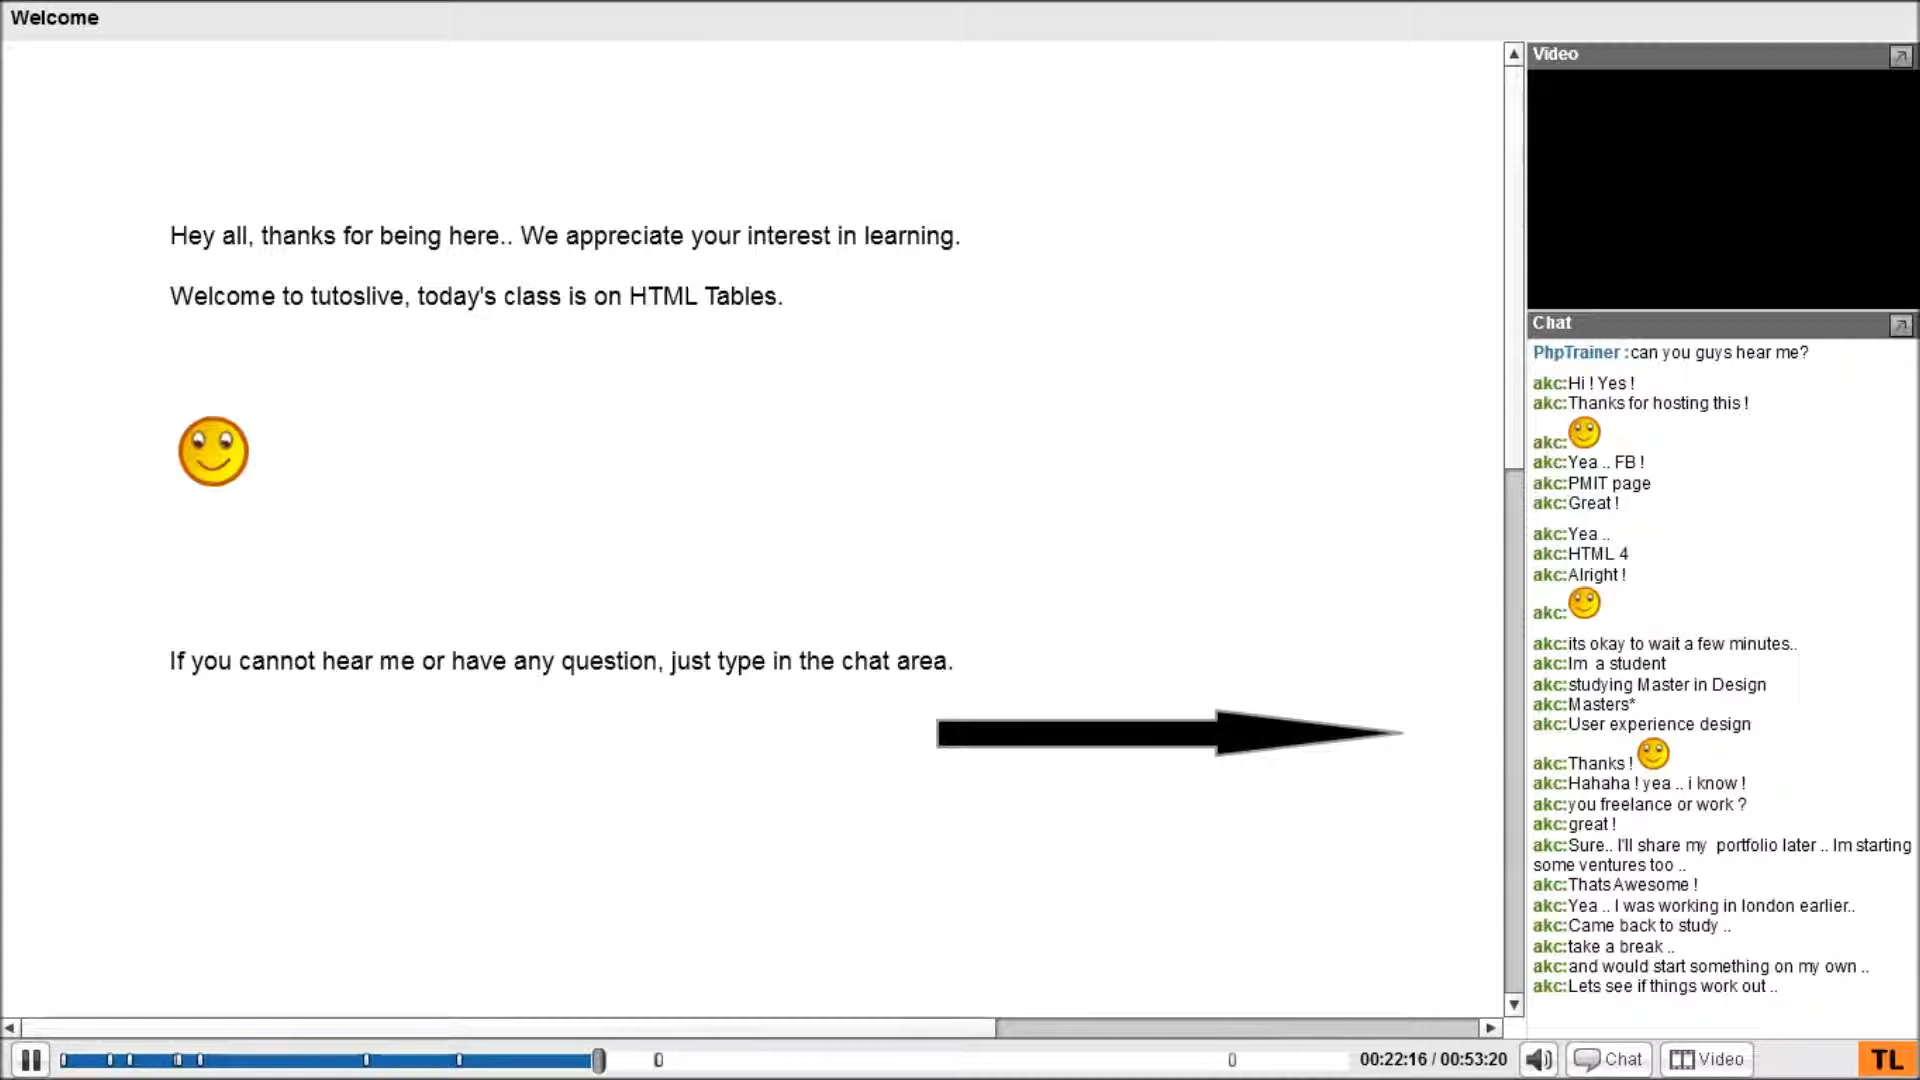 Welcome
Hey all, thanks for being here.. We appreciate your interest in learning.
Welcome to tutoslive, today's class is on HTML Tables.
If you cannot hear me or have any question, just type in the chat area.
Video
Chat
PhpTrainer :can you guys hear me?
akc:Hi ! Yes !
akc:Thanks for hosting this !
akc:
akc:Yea .. FB !
akc:PMIT page
akc:Great !
akc:Yea ..
akc:HTML 4
akc:Alright !
akc:
akc:its okay to wait a few minutes..
akc:Im a student
akc:studying Master in Design
akc:Masters*
akc:User experience design
akc:Thanks !
akc:Hahaha ! yea .. i know !
akc:you freelance or work ?
akc:great !
akc:Sure.. I'll share my portfolio later .. Im starting
some ventures too ..
akc:Thats Awesome !
akc:Yea .. I was working in london earlier..
akc:Came back to study ..
akc:take a break ..
akc:and would start something on my own ..
akc:Lets see if things work out ..
00:22:16 / 00:53:20
Chat
Video
TL